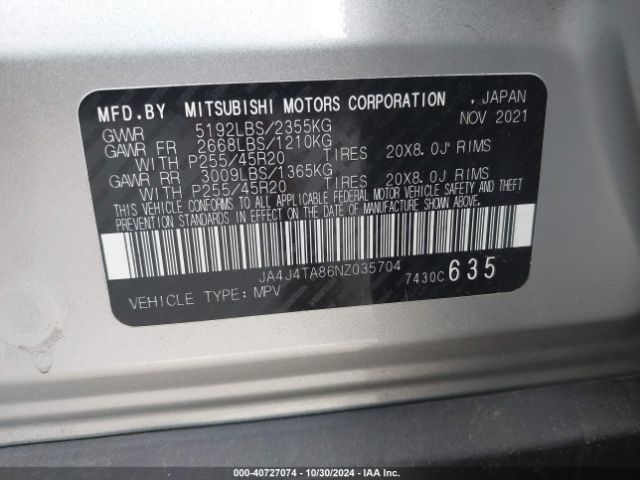 MFD.BY MITSUBISHI MOTORS CORPORATION , JAPAN
GVWR 5192LBS/2355KG NOV 2021
GAWR FR 2668LBS/1210KG
WITH P255/45R20 TIRES 20X8.0J RIMS
GAWR RR 3009LBS/1365KG
WITH P255/45R20 TIRES 20X8.0J RIMS
THIS VEHICLE CONFORMS TO ALL APPLICABLE FEDERAL MOTOR VEHICLE SAFETY AND THEFT
PREVENTION STANDARDS IN EFFECT ON THE DATE OF MANUFACTURE SHOWN ABOVE.
JA4J4TA86NZ035704
7430C 635
VEHICLE TYPE: MPV
000-40727074 | 10/30/2024 - IAA Inc.